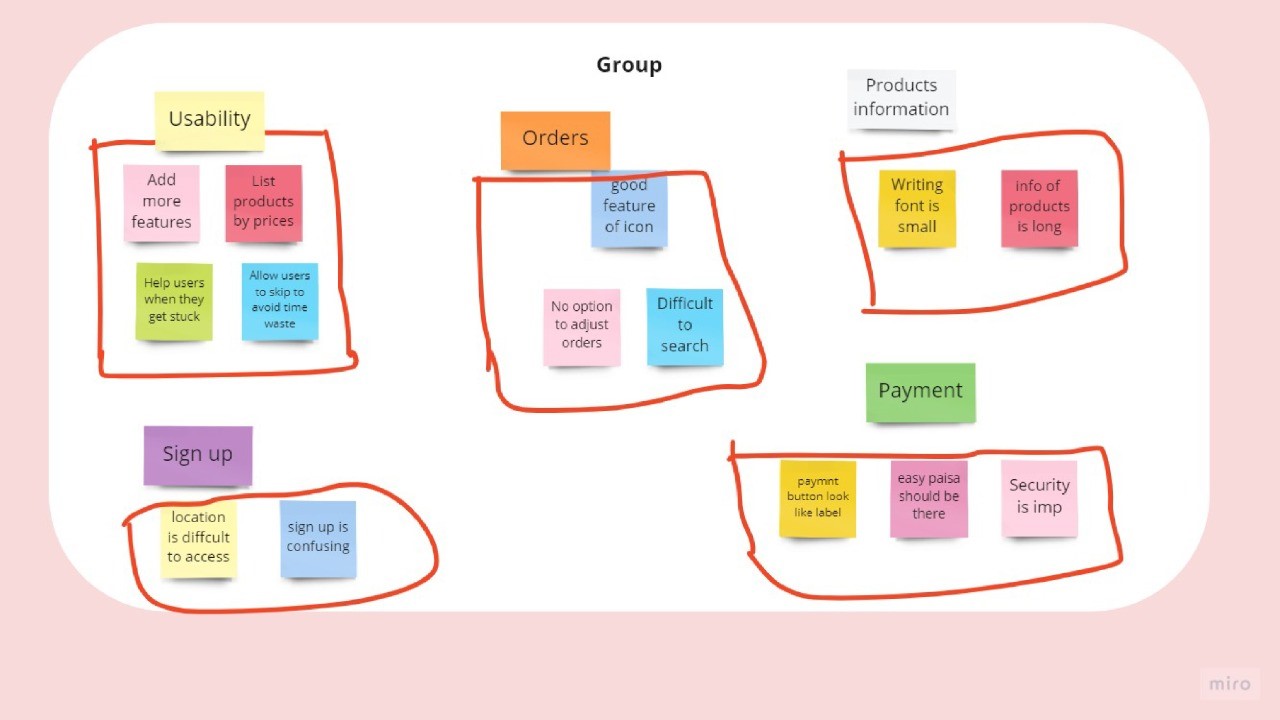 Group
Usability
Add
more
features
List
products
by prices
Help users
when they
get stuck
Allow users
to skip to
avoid time
waste
Orders
good
feature
of icon
No option
to adjust
orders
Difficult
to
search
Products
information
Writing
font is
small
info of
products
is long
Sign up
location
is diffcult
to access
sign up is
confusing
Payment
paymnt
button look
like label
easy paisa
should be
there
Security
is imp
miro